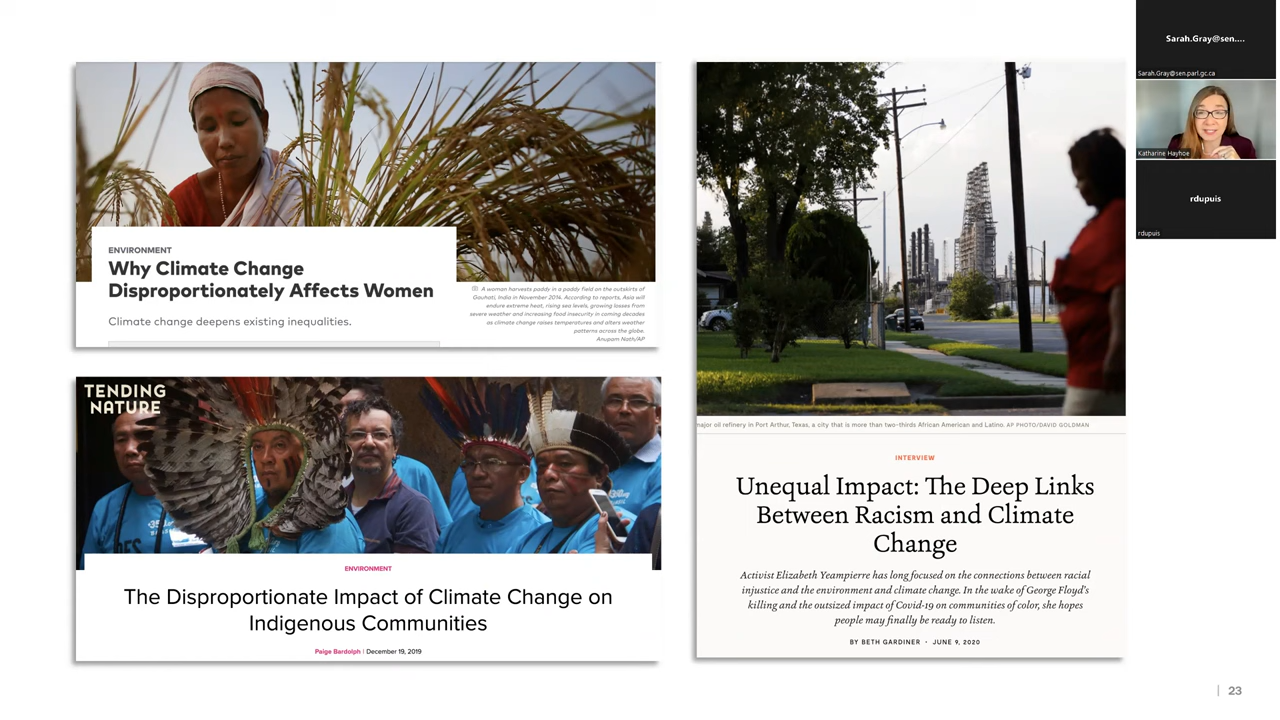 ENVIRONMENT
Why Climate Change
Disproportionately Affects Women
Climate change deepens existing inequalities.
A woman harvests paddy in a paddy field on the outskirts of
Gauhati, India in November 2014. According to reports, Asia will
endure extreme heat, rising sea levels, growing losses from
severe weather and increasing food insecurity in coming decades
as climate change raises temperatures and alters weather
patterns across the globe.
Anupam Nath/AP
TENDING
NATURE
ENVIRONMENT
The Disproportionate Impact of Climate Change on
Indigenous Communities
Paige Bardolph | December 19, 2019
major oil refinery in Port Arthur, Texas, a city that is more than two-thirds African American and Latino. AP PHOTO/DAVID GOLDMAN
INTERVIEW
Unequal Impact: The Deep Links
Between Racism and Climate
Change
Activist Elizabeth Yeampierre has long focused on the connections between racial
injustice and the environment and climate change. In the wake of George Floyd's
killing and the outsized impact of Covid-19 on communities of color, she hopes
people may finally be ready to listen.
BY BETH GARDINER · JUNE 9, 2020
Sarah.Gray@sen....
Sarah.Gray@sen.parl.gc.ca
Katharine Hayhoe
rdupuis
rdupuis
| 23